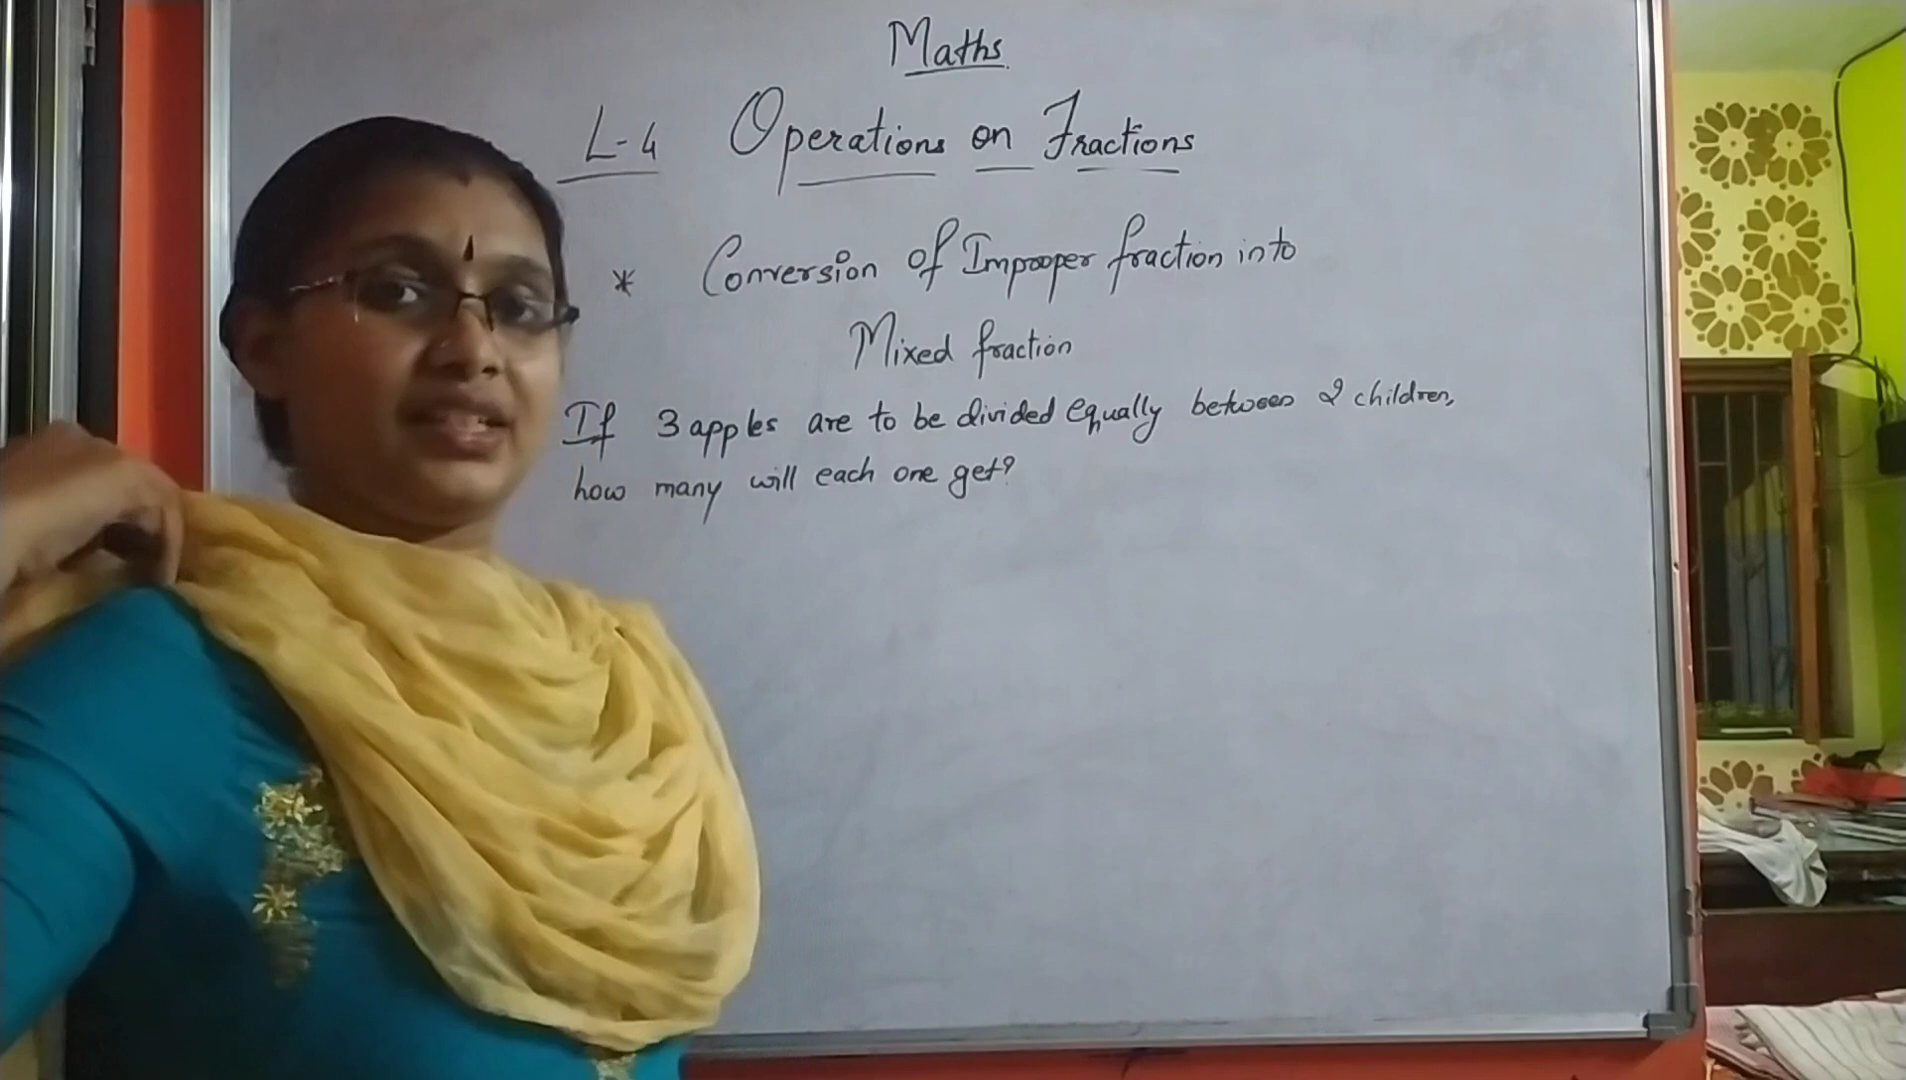 Maths
L-4 Operations on Fractions
* Conversion of Improper fraction into
Mixed fraction
If 3 apples are to be divided equally between 2 children,
how many will each one get?